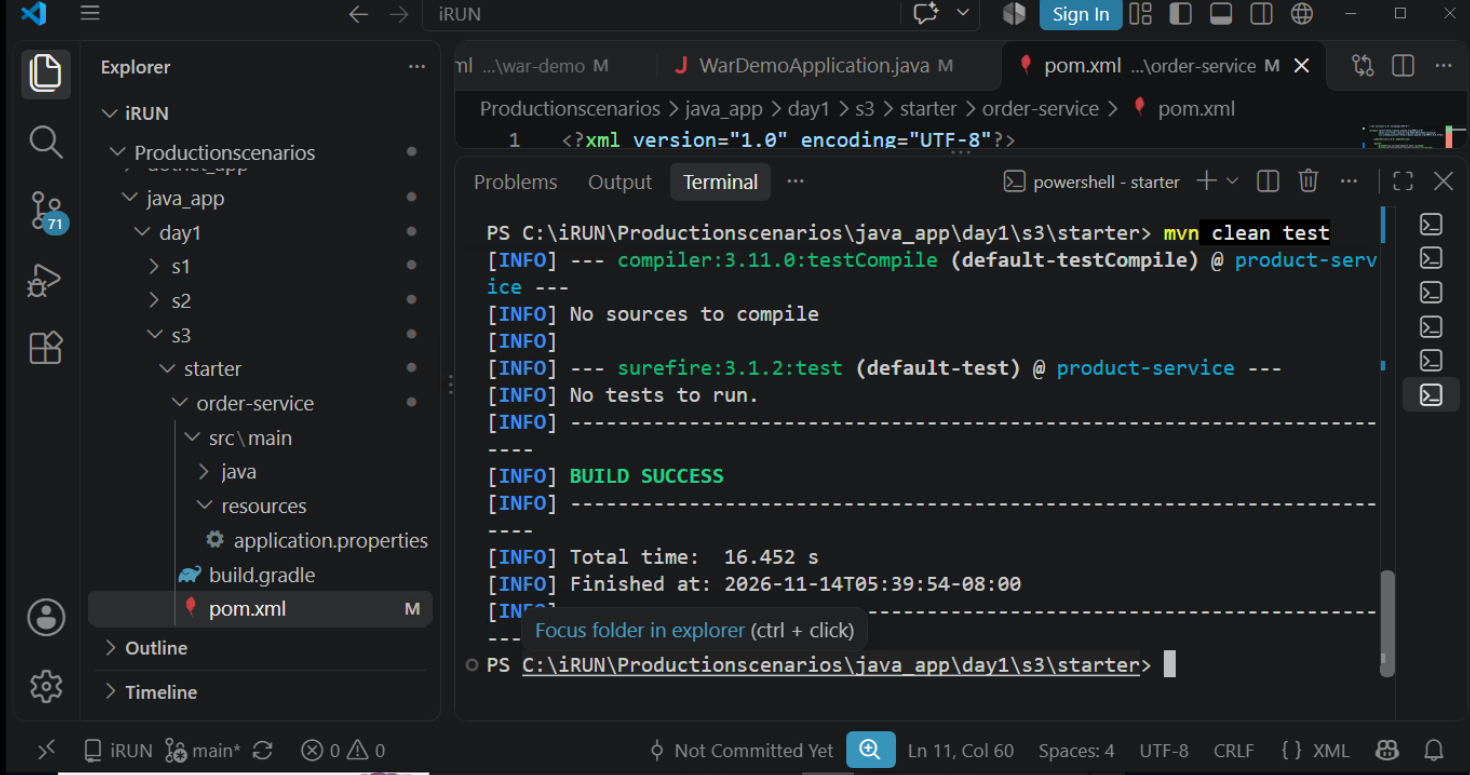 iRUN
Sign In
Explorer
iRUN
Productionscenarios
java_app
day1
s1
s2
s3
starter
order-service
src\main
java
resources
application.properties
build.gradle
pom.xml M
Outline
Timeline
71
ml ...\war-demo M
WarDemoApplication.java M
pom.xml ...\order-service M
Productionscenarios > java_app > day1 > s3 > starter > order-service > pom.xml
1 <?xml version="1.0" encoding="UTF-8"?>
Problems Output Terminal ...
powershell - starter
PS C:\iRUN\Productionscenarios\java_app\day1\s3\starter> mvn clean test
[INFO] --- compiler:3.11.0:testCompile (default-testCompile) @ product-serv
ice ---
[INFO] No sources to compile
[INFO]
[INFO] --- surefire:3.1.2:test (default-test) @ product-service ---
[INFO] No tests to run.
[INFO] ------------------------------------------------------------------------
----
[INFO] BUILD SUCCESS
[INFO] ------------------------------------------------------------------------
----
[INFO] Total time:  16.452 s
[INFO] Finished at: 2026-11-14T05:39:54-08:00
Focus folder in explorer (ctrl + click)
PS C:\iRUN\Productionscenarios\java_app\day1\s3\starter>
iRUN main* 0 0 Not Committed Yet Ln 11, Col 60 Spaces: 4 UTF-8 CRLF {} XML